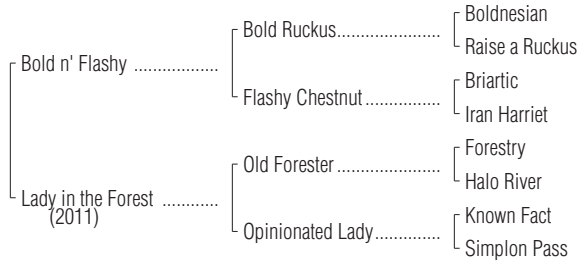 Boldnesian
Bold Ruckus
Raise a Ruckus
Bold n' Flashy
Briartic
Flashy Chestnut
Iran Harriet
Forestry
Old Forester
Halo River
Lady in the Forest
(2011)
Known Fact
Opinionated Lady
Simplon Pass